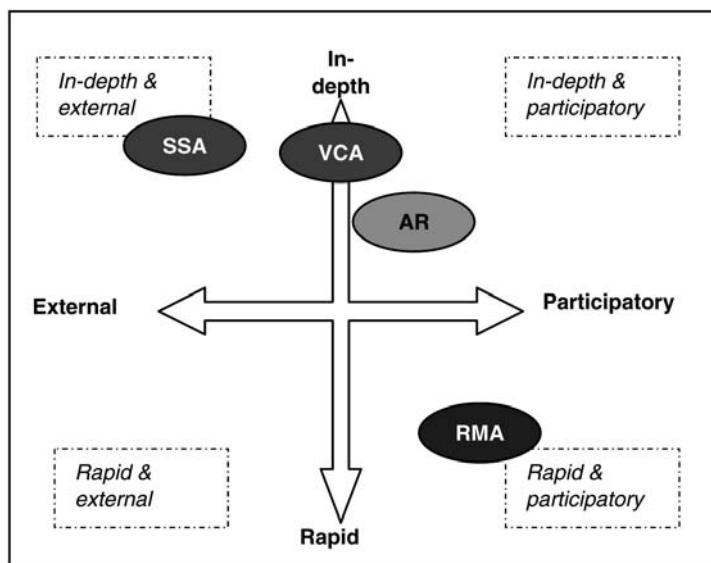 In-
depth
In-depth &
external
In-depth &
participatory
SSA
VCA
AR
External
Participatory
RMA
Rapid &
external
Rapid &
participatory
Rapid